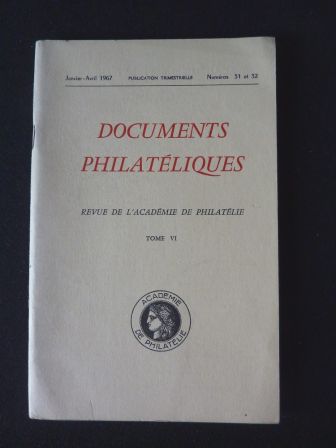 Janvier-Avril 1967 PUBLICATION TRIMESTRIELLE Numéros 31 et 32
DOCUMENTS
PHILATÉLIQUES
REVUE DE L'ACADÉMIE DE PHILATÉLIE
TOME VI
ACADÉMIE
DE PHILATÉLIE